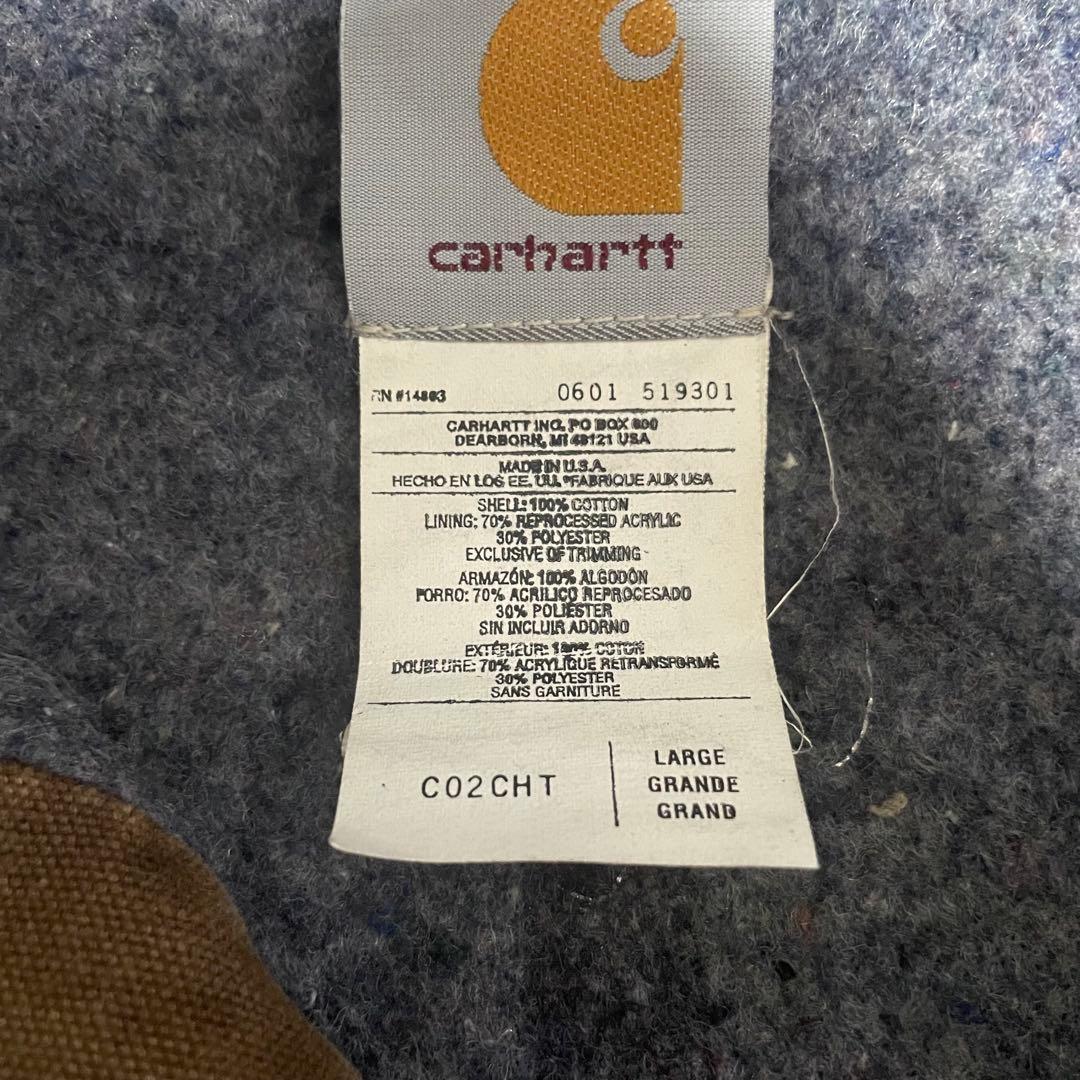 carhartt
RN #14803 0601 519301
CARHARTT INC, PO BOX 600
DEARBORN, MI 48121 USA
MADE IN U.S.A.
HECHO EN LOS EE. UU. *FABRIQUE AUX USA
SHELL: 100% COTTON
LINING: 70% REPROCESSED ACRYLIC
30% POLYESTER
EXCLUSIVE OF TRIMMING
ARMAZÓN: 100% ALGODÓN
FORRO: 70% ACRILICO REPROCESADO
30% POLIESTER
SIN INCLUIR ADORNO
EXTÉRIEUR: 100% COTON
DOUBLURE: 70% ACRYLIQUE RETRANSFORMÉ
30% POLYESTER
SANS GARNITURE
C02CHT
LARGE
GRANDE
GRAND